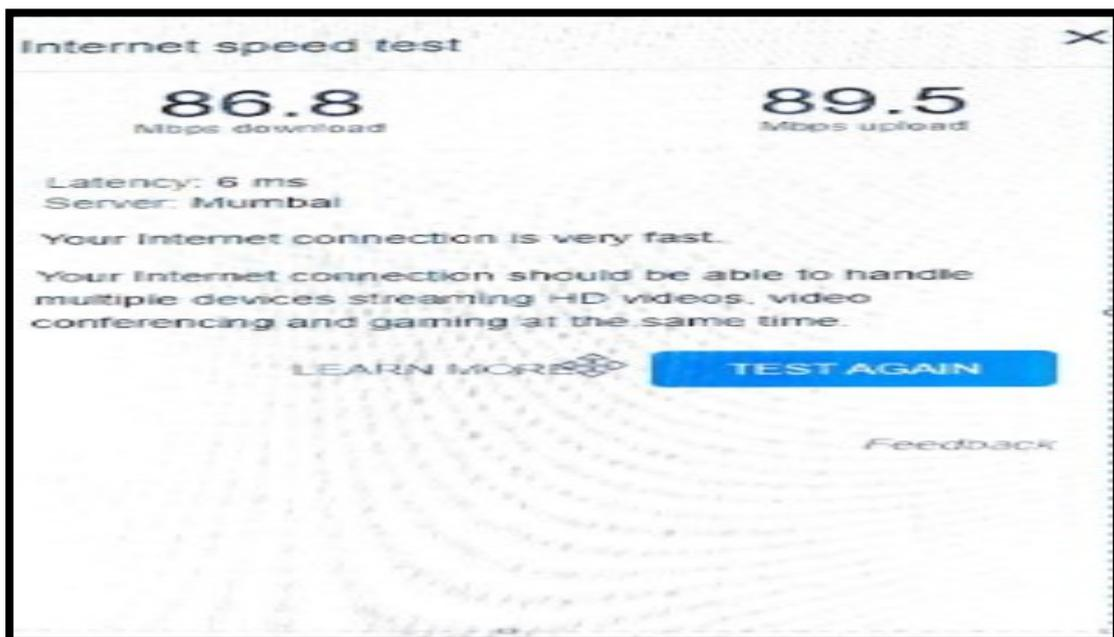 Internet speed test
86.8 89.5
Mbps download Mbps upload
Latency: 6 ms
Server: Mumbai
Your Internet connection is very fast.
Your Internet connection should be able to handle
multiple devices streaming HD videos, video
conferencing and gaming at the same time.
LEARN MORE TEST AGAIN
Feedback